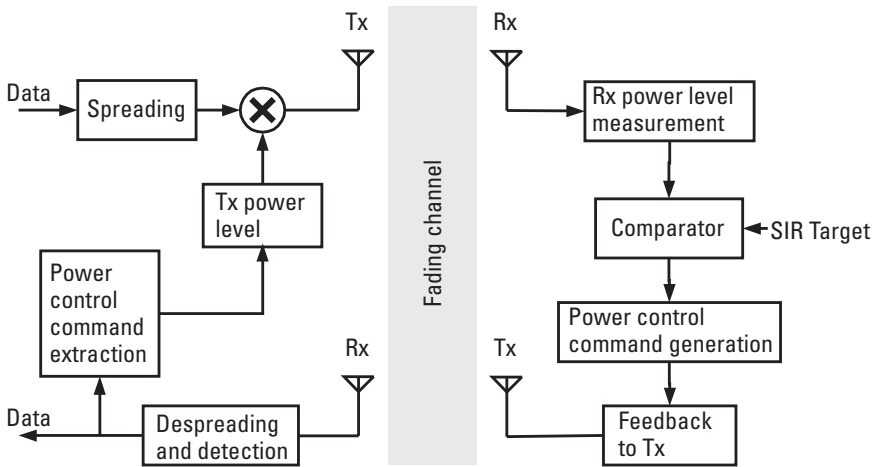 Tx
Rx
Data
Spreading
Rx power level
measurement
Tx power
level
Fading channel
Comparator
SIR Target
Power
control
command
extraction
Power control
command generation
Rx
Tx
Data
Despreading
and detection
Feedback
to Tx